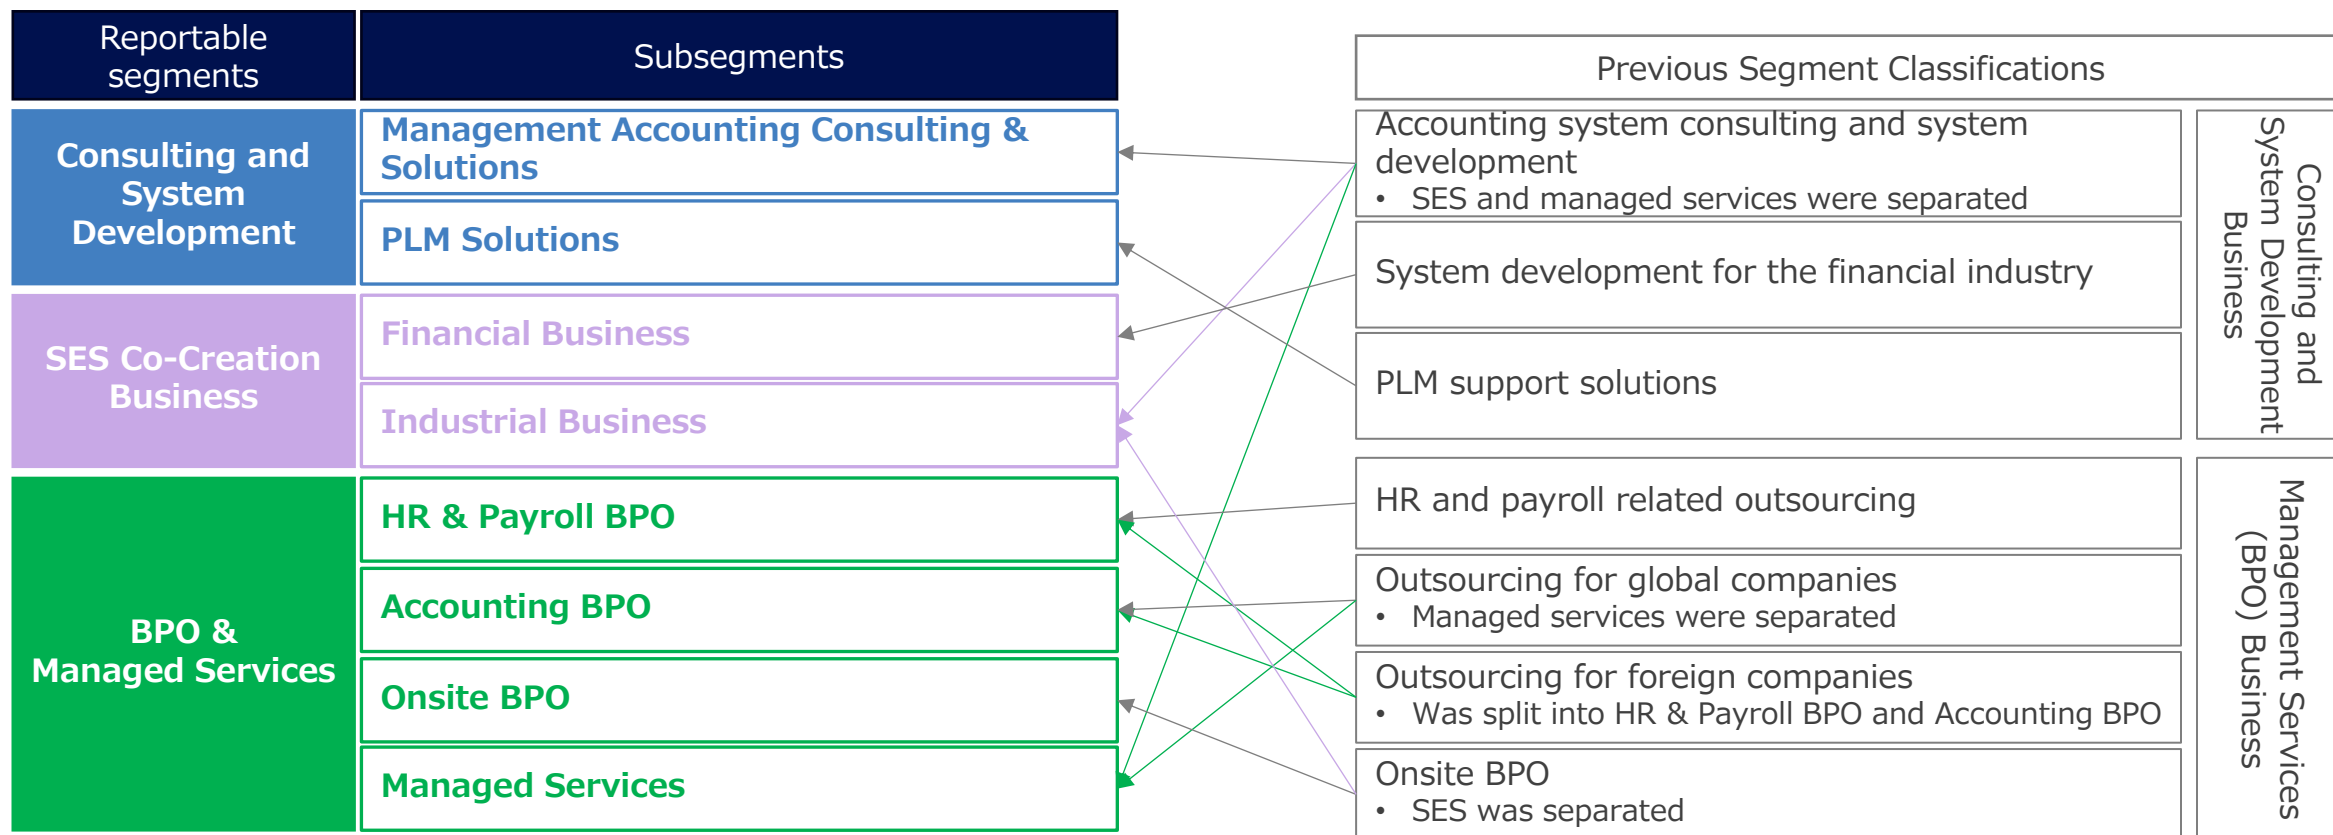 Reportable
segments
Subsegments
Previous Segment Classifications
Consulting and
System
Development
Management Accounting Consulting &
Solutions
PLM Solutions
SES Co-Creation
Business
Financial Business
Industrial Business
BPO &
Managed Services
HR & Payroll BPO
Accounting BPO
Onsite BPO
Managed Services
Accounting system consulting and system
development
• SES and managed services were separated
System development for the financial industry
PLM support solutions
Consulting and
System Development
Business
HR and payroll related outsourcing
Outsourcing for global companies
• Managed services were separated
Outsourcing for foreign companies
• Was split into HR & Payroll BPO and Accounting BPO
Onsite BPO
• SES was separated
Management Services
(BPO) Business